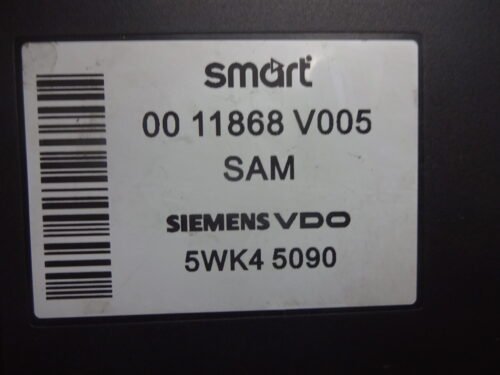 smart
00 11868 V005
SAM
SIEMENS VDO
5WK4 5090